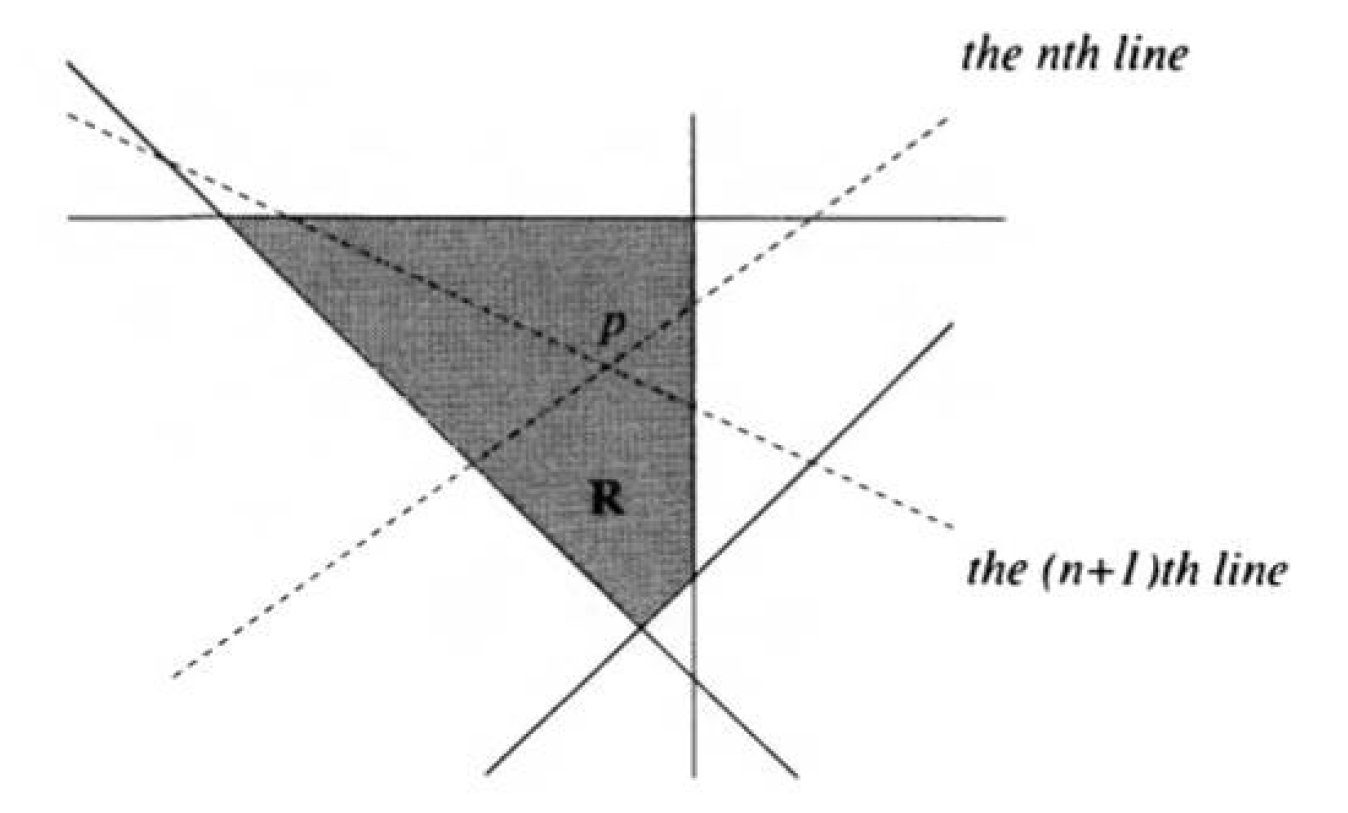 the nth line
p
R
the (n+1)th line